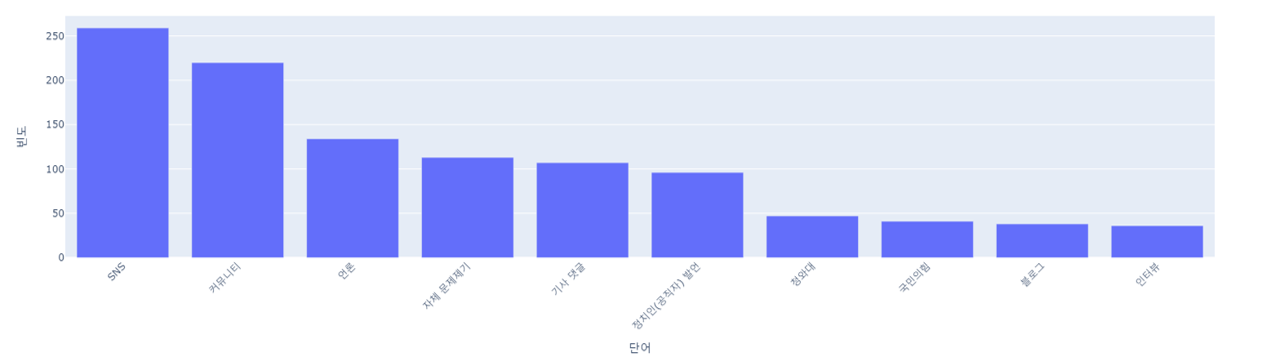 250
200
150
100
50
0
빈도
SNS
커뮤니티
언론
자체 문제제기
기사 댓글
정치인(공직자) 발언
청와대
국민의힘
블로그
인터뷰
단어